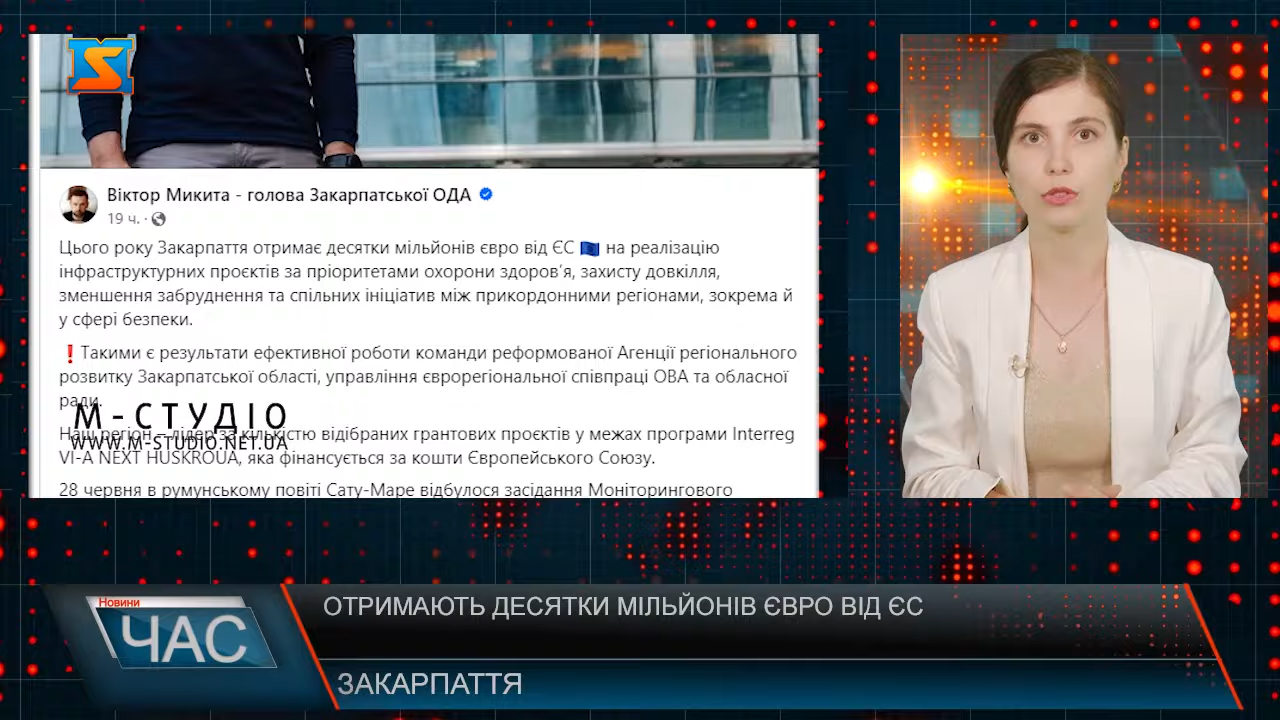 Віктор Микита - голова Закарпатської ОДА
19 ч. ·
Цього року Закарпаття отримає десятки мільйонів євро від ЄС 🇪🇺 на реалізацію
інфраструктурних проєктів за пріоритетами охорони здоров'я, захисту довкілля,
зменшення забруднення та спільних ініціатив між прикордонними регіонами, зокрема й
у сфері безпеки.
❗Такими є результати ефективної роботи команди реформованої Агенції регіонального
розвитку Закарпатської області, управління єврорегіональної співпраці ОВА та обласної
ради.
М-СТУДІО
WWW.M-STUDIO.NET.UA
Наш регіон – лідер за кількістю відібраних грантових проєктів у межах програми Interreg
VI-A NEXT HUSKROUA, яка фінансується за кошти Європейського Союзу.
28 червня в румунському повіті Сату-Маре відбулося засідання Моніторингового
Новини
ЧАС
ОТРИМАЮТЬ ДЕСЯТКИ МІЛЬЙОНІВ ЄВРО ВІД ЄС
ЗАКАРПАТТЯ